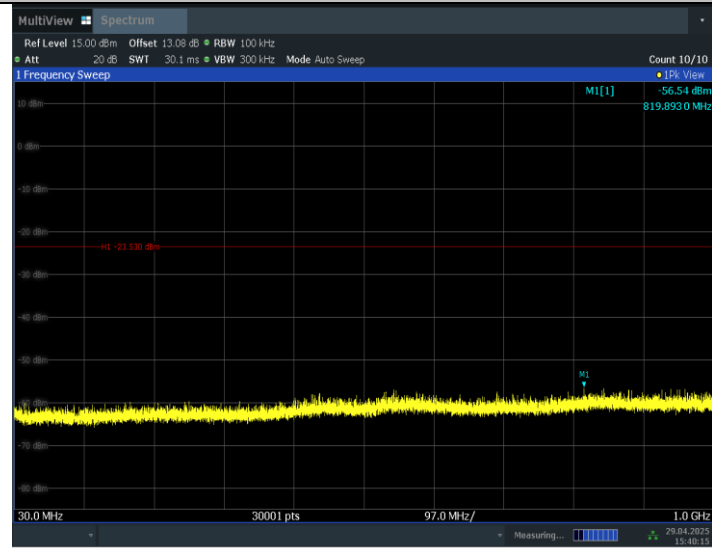 MultiView Spectrum
Ref Level 15.00 dBm Offset 13.08 dB RBW 100 kHz
Att 20 dB SWT 30.1 ms VBW 300 kHz Mode Auto Sweep Count 10/10
1 Frequency Sweep 1Pk View
M1[1] -56.54 dBm
819.8930 MHz
10 dBm
0 dBm
-10 dBm
-20 dBm
H1 -23.530 dBm
-30 dBm
-40 dBm
-50 dBm
M1
-60 dBm
-70 dBm
-80 dBm
30.0 MHz 30001 pts 97.0 MHz/ 1.0 GHz
Measuring... 29.04.2025
15:40:15